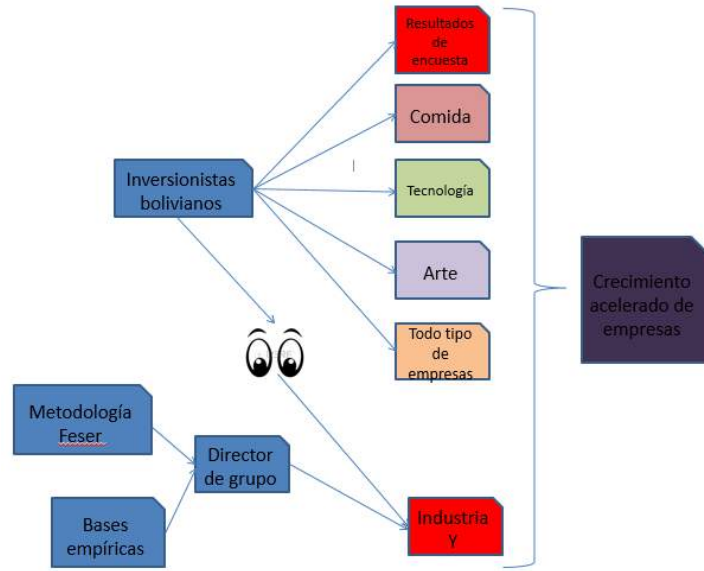 Resultados
de
encuesta
Comida
Inversionistas
bolivianos
Tecnología
Arte
Crecimiento
acelerado de
empresas
Todo tipo
de
empresas
Metodología
Feser
Director
de grupo
Bases
empíricas
Industria
Y